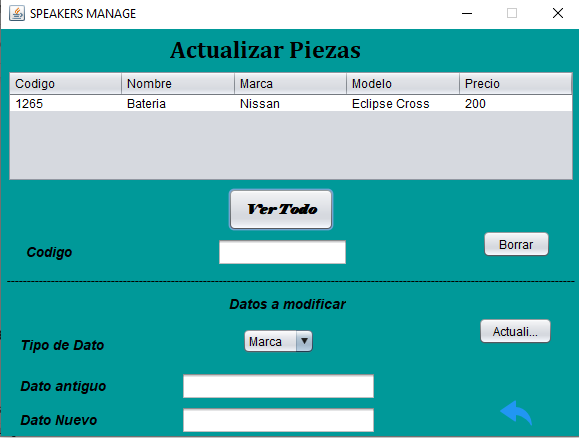 SPEAKERS MANAGE
Actualizar Piezas
Codigo Nombre Marca Modelo Precio
1265 Bateria Nissan Eclipse Cross 200
Ver Todo
Codigo
Borrar
Datos a modificar
Actuali...
Tipo de Dato
Marca
Dato antiguo
Dato Nuevo